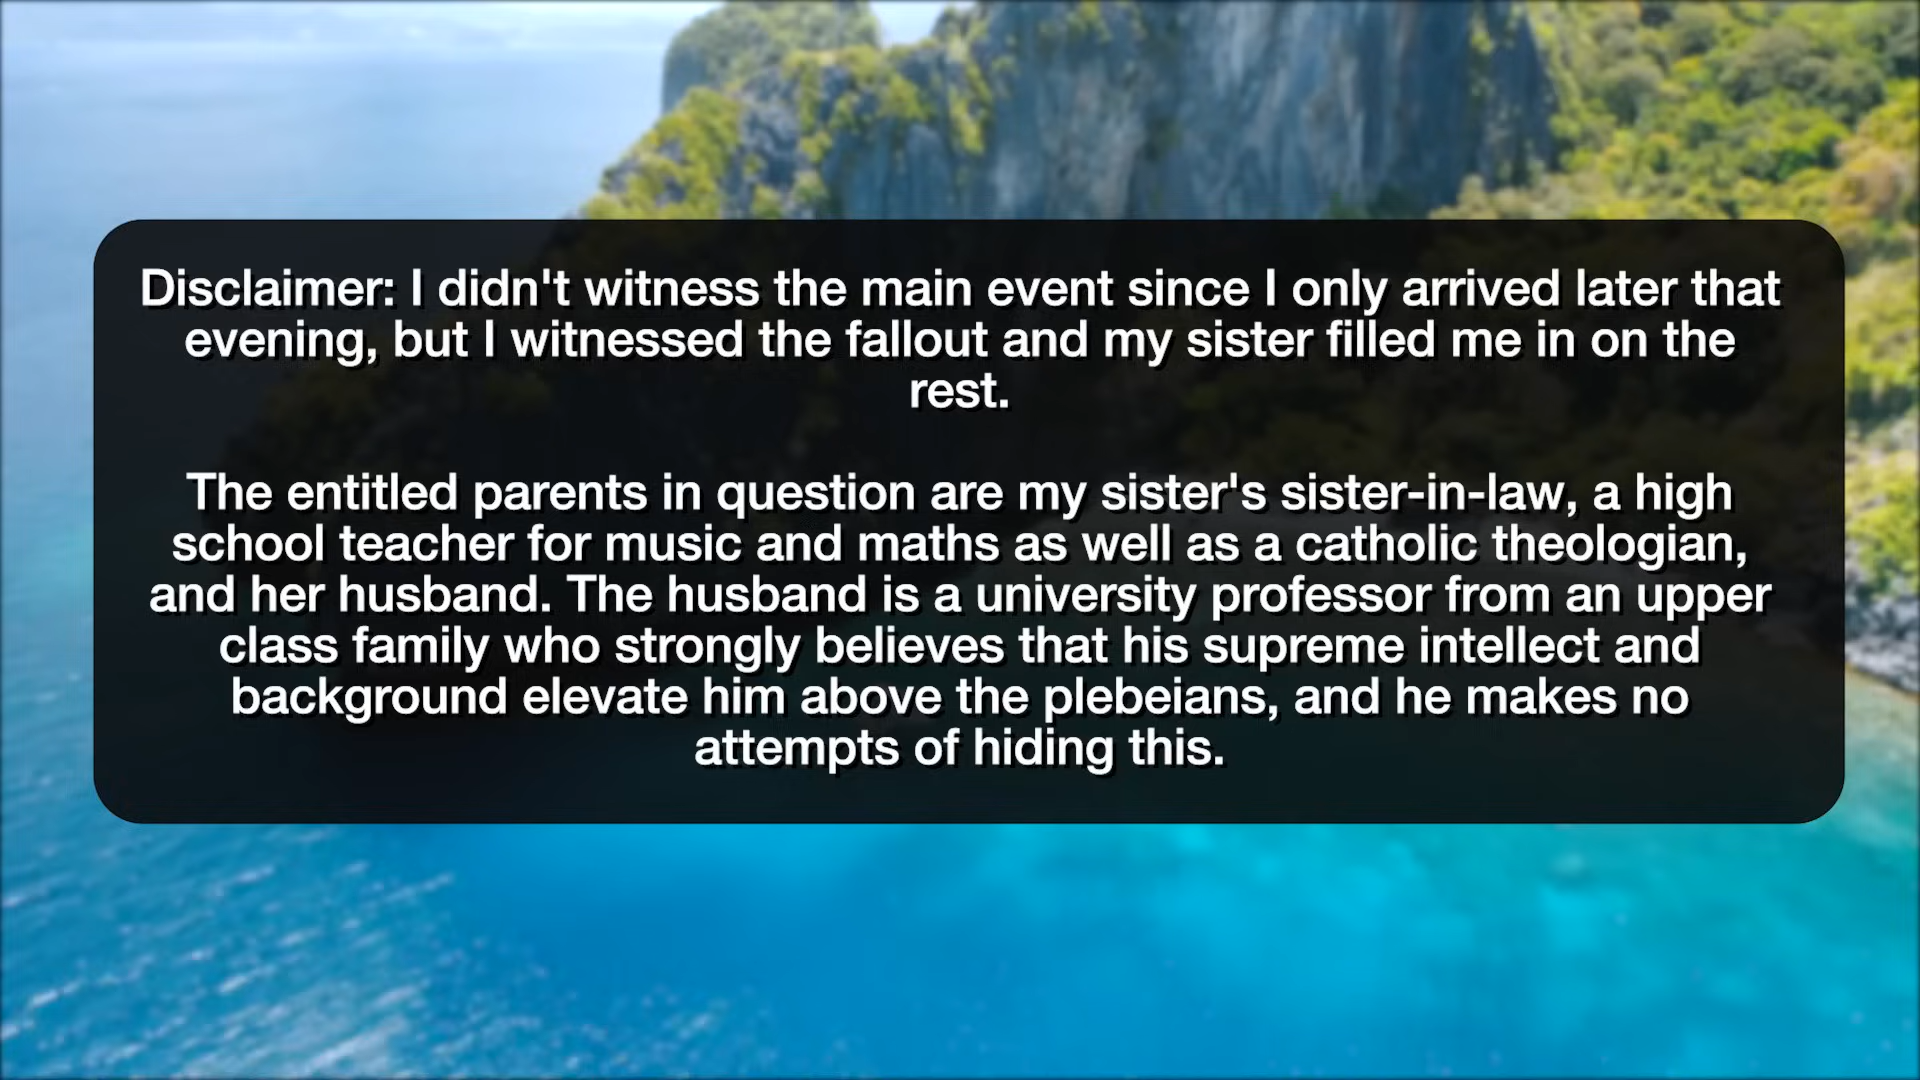 Disclaimer: I didn't witness the main event since I only arrived later that
evening, but I witnessed the fallout and my sister filled me in on the
rest.
The entitled parents in question are my sister's sister-in-law, a high
school teacher for music and maths as well as a catholic theologian,
and her husband. The husband is a university professor from an upper
class family who strongly believes that his supreme intellect and
background elevate him above the plebeians, and he makes no
attempts of hiding this.